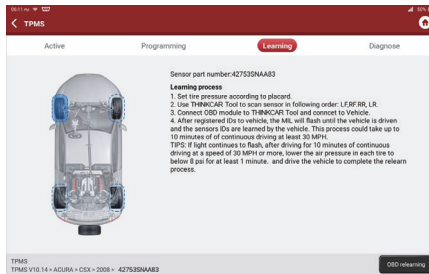 08:11 PM
50%
TPMS
Active
Programming
Learning
Diagnose
Sensor part number:42753SNAA83
Learning process
1. Set tire pressure according to placard.
2. Use THINKCAR Tool to scan sensor in following order: LF,RF.RR, LR.
3. Connect OBD module to THINKCAR Tool and conncet to Vehicle.
4. After registered IDs to vehicle, the MIL will flash until the vehicle is driven
and the sensors IDs are learned by the vehicle. This process could take up to
10 minutes of of continuous driving at least 30 MPH.
TIPS: If light continues to flash, after driving for 10 minutes of continuous
driving at a speed of 30 MPH or more, lower the air pressure in each tire to
below 8 psi for at least 1 minute. and drive the vehicle to complete the relearn
process.
TPMS
TPMS V10.14 > ACURA > CSX > 2008 > 42753SNAA83
OBD relearning